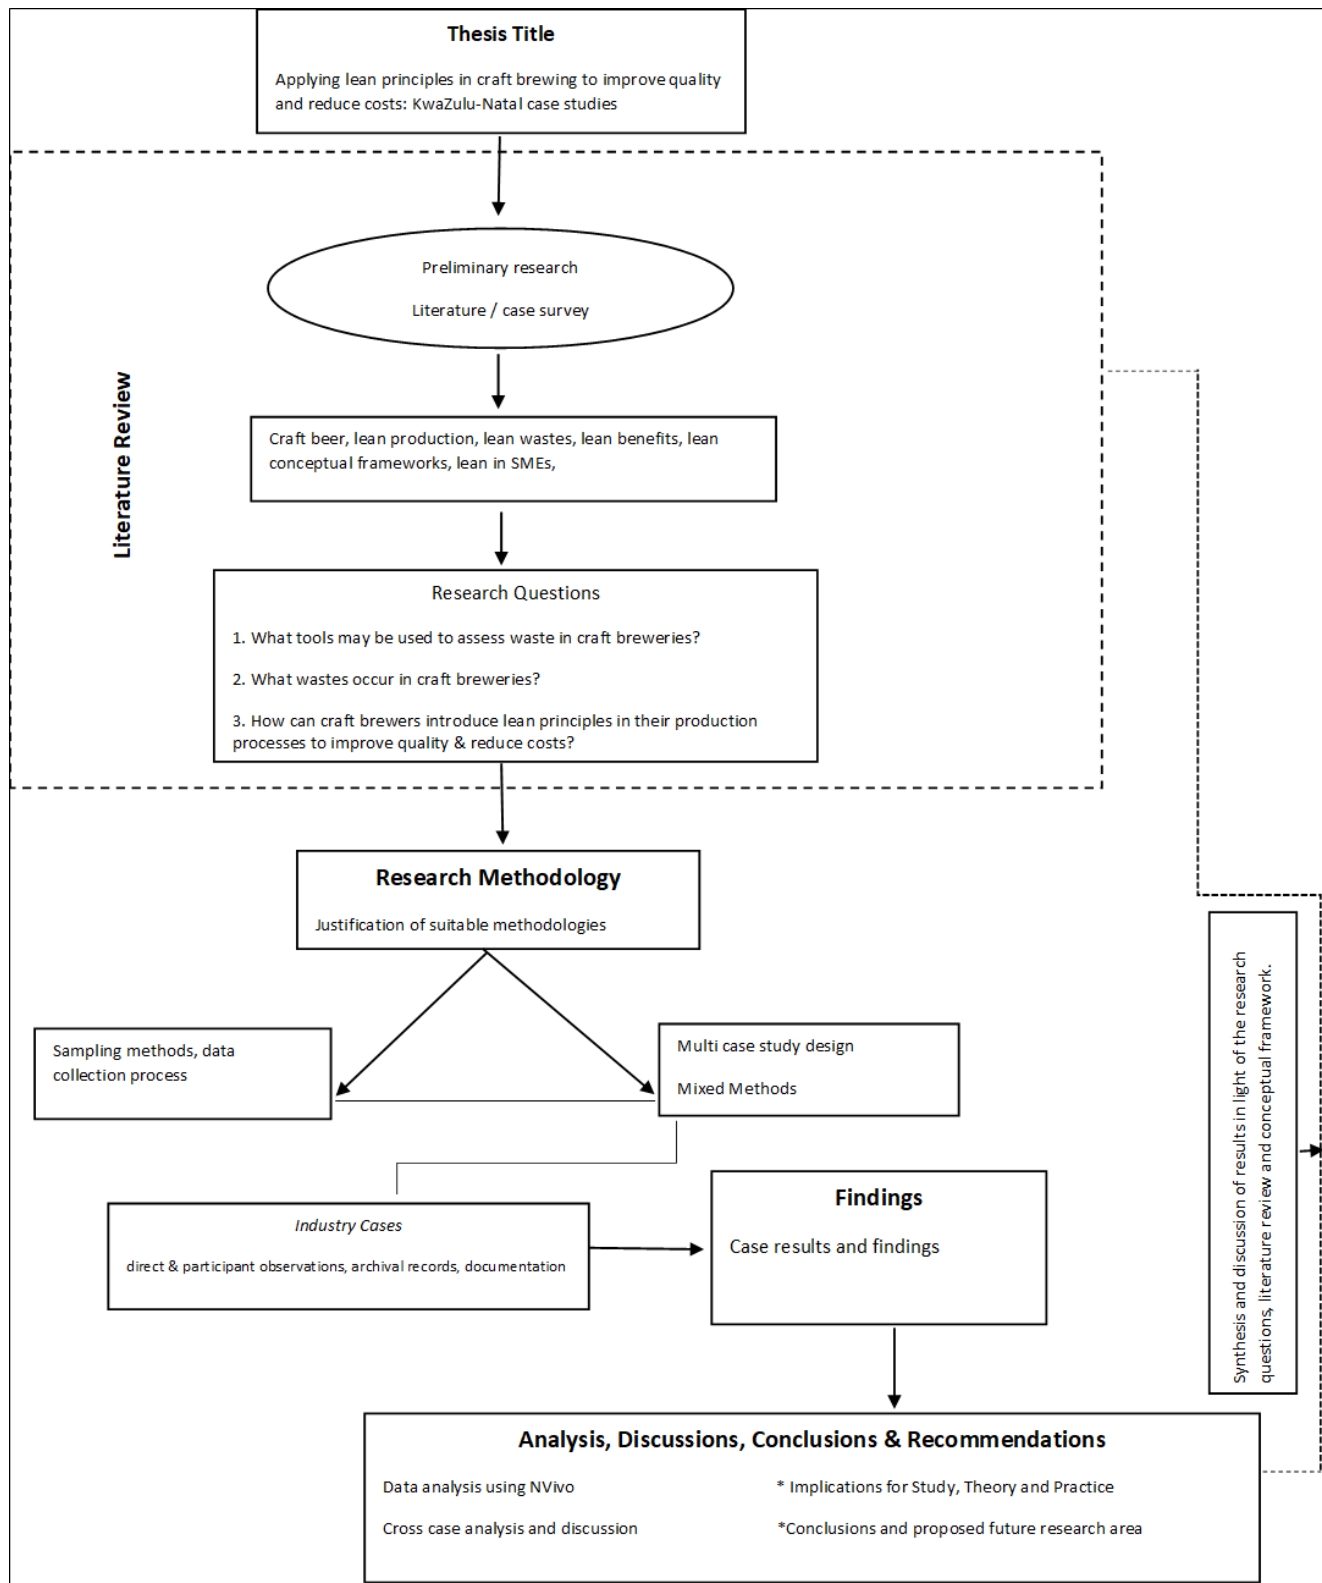 Thesis Title
Applying lean principles in craft brewing to improve quality
and reduce costs: KwaZulu-Natal case studies
Literature Review
Preliminary research
Literature / case survey
Craft beer, lean production, lean wastes, lean benefits, lean
conceptual frameworks, lean in SMEs,
Research Questions
1. What tools may be used to assess waste in craft breweries?
2. What wastes occur in craft breweries?
3. How can craft brewers introduce lean principles in their production
processes to improve quality & reduce costs?
Research Methodology
Justification of suitable methodologies
Sampling methods, data
collection process
Multi case study design
Mixed Methods
Industry Cases
direct & participant observations, archival records, documentation
Findings
Case results and findings
Synthesis and discussion of results in light of the research
questions, literature review and conceptual framework.
Analysis, Discussions, Conclusions & Recommendations
Data analysis using NVivo
* Implications for Study, Theory and Practice
Cross case analysis and discussion
*Conclusions and proposed future research area